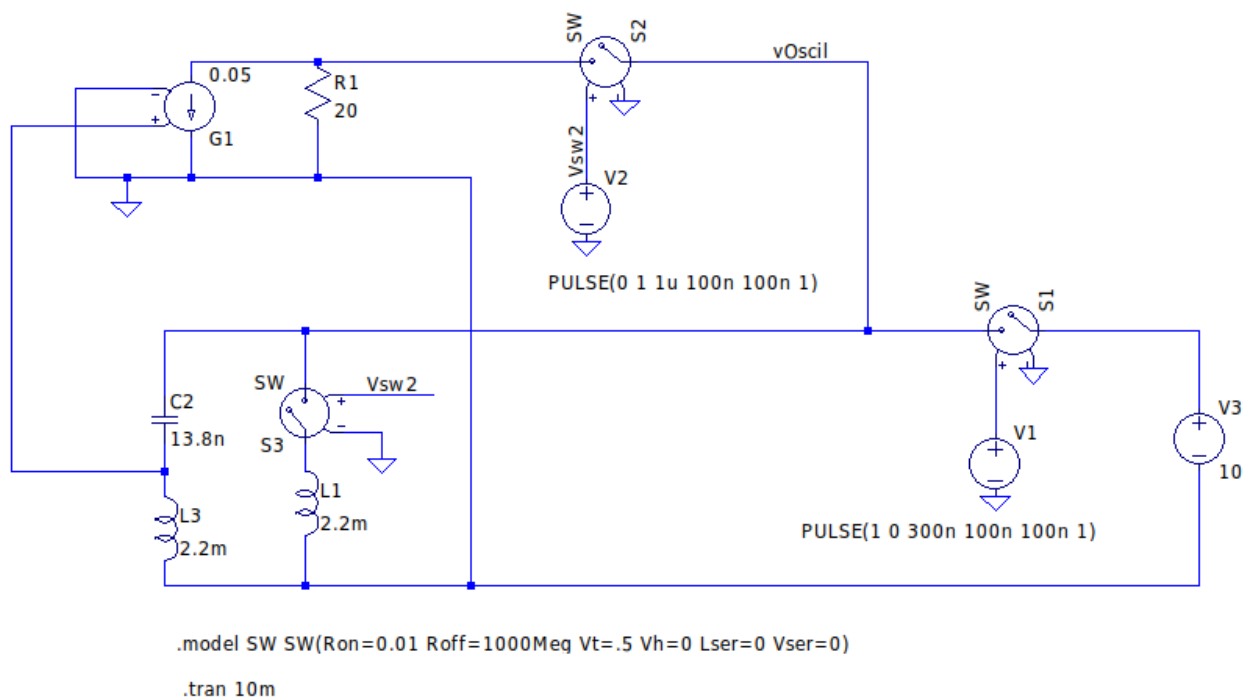 SW
S2
vOscil
0.05
R1
20
G1
Vsw2
V2
PULSE(0 1 1u 100n 100n 1)
SW
S1
C2
13.8n
SW
Vsw2
S3
V3
10
V1
L1
2.2m
L3
2.2m
PULSE(1 0 300n 100n 100n 1)
.model SW SW(Ron=0.01 Roff=1000Meg Vt=.5 Vh=0 Lser=0 Vser=0)
.tran 10m